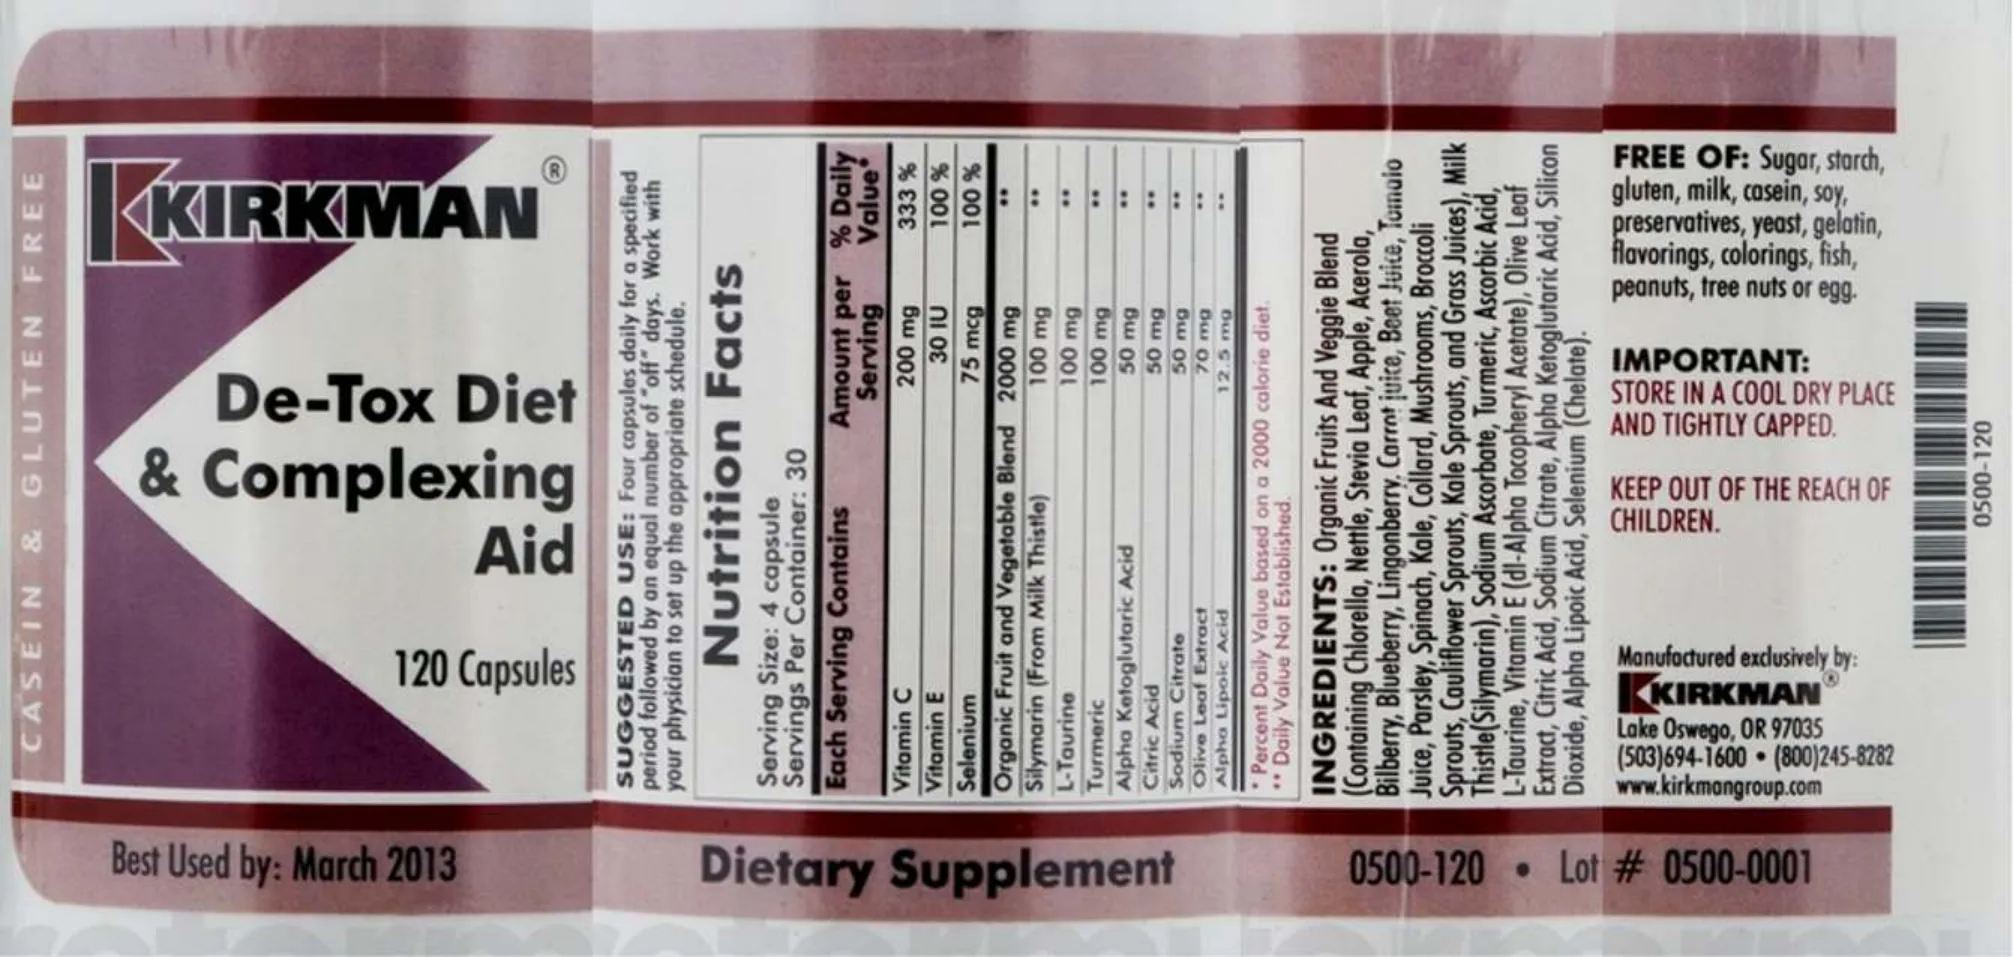 CASEIN & GLUTEN FREE
KIRKMAN®
De-Tox Diet
& Complexing
Aid
120 Capsules
Best Used by: March 2013
SUGGESTED USE: Four capsules daily for a specified
period followed by an equal number of "off" days. Work with
your physician to set up the appropriate schedule.
Nutrition Facts
Serving Size: 4 capsule
Servings Per Container: 30
Each Serving Contains Amount per Serving % Daily Value*
Vitamin C 200 mg 333 %
Vitamin E 30 IU 100 %
Selenium 75 mcg 100 %
Organic Fruit and Vegetable Blend 2000 mg **
Silymarin (From Milk Thistle) 100 mg **
L-Taurine 100 mg **
Turmeric 100 mg **
Alpha Ketoglutaric Acid 50 mg **
Citric Acid 50 mg **
Sodium Citrate 50 mg **
Olive Leaf Extract 70 mg **
Alpha Lipoic Acid 12.5 mg **
* Percent Daily Value based on a 2000 calorie diet.
** Daily Value Not Established.
Dietary Supplement
INGREDIENTS: Organic Fruits And Veggie Blend
(Containing Chlorella, Nettle, Stevia Leaf, Apple, Acerola,
Bilberry, Blueberry, Lingonberry, Carrot juice, Beet Juice, Tomato
Juice, Parsley, Spinach, Kale, Collard, Mushrooms, Broccoli
Sprouts, Cauliflower Sprouts, Kale Sprouts, and Grass Juices), Milk
Thistle(Silymarin), Sodium Ascorbate, Turmeric, Ascorbic Acid,
L-Taurine, Vitamin E (dl-Alpha Tocopheryl Acetate), Olive Leaf
Extract, Citric Acid, Sodium Citrate, Alpha Ketoglutaric Acid, Silicon
Dioxide, Alpha Lipoic Acid, Selenium (Chelate).
0500-120 • Lot # 0500-0001
FREE OF: Sugar, starch,
gluten, milk, casein, soy,
preservatives, yeast, gelatin,
flavorings, colorings, fish,
peanuts, tree nuts or egg.
IMPORTANT:
STORE IN A COOL DRY PLACE
AND TIGHTLY CAPPED.
KEEP OUT OF THE REACH OF
CHILDREN.
Manufactured exclusively by:
KIRKMAN®
Lake Oswego, OR 97035
(503)694-1600 • (800)245-8282
www.kirkmangroup.com
0500-120